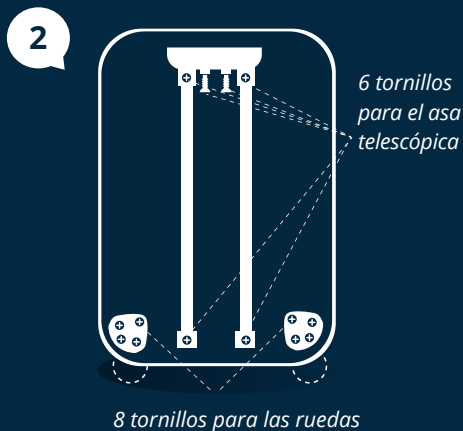 2
6 tornillos
para el asa
telescópica
8 tornillos para las ruedas